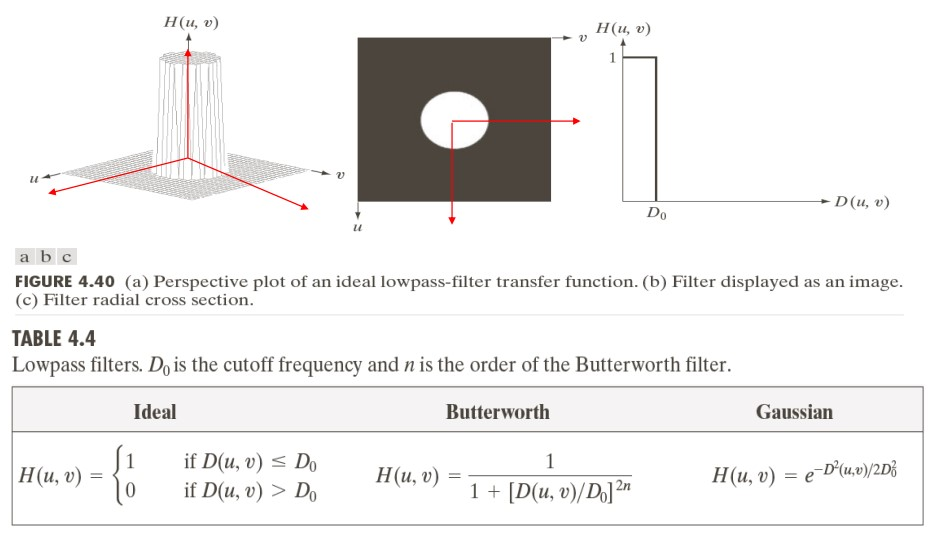 H(u, v)
u
v
v
u
H(u, v)
1
D₀
D(u, v)
a b c
FIGURE 4.40 (a) Perspective plot of an ideal lowpass-filter transfer function. (b) Filter displayed as an image.
(c) Filter radial cross section.
TABLE 4.4
Lowpass filters. D₀ is the cutoff frequency and n is the order of the Butterworth filter.
Ideal Butterworth Gaussian
H(u, v) = { 1 if D(u, v) ≤ D₀
0 if D(u, v) > D₀
H(u, v) = 1 / (1 + [D(u, v)/D₀]²ⁿ)
H(u, v) = e^(−D²(u,v)/2D₀²)